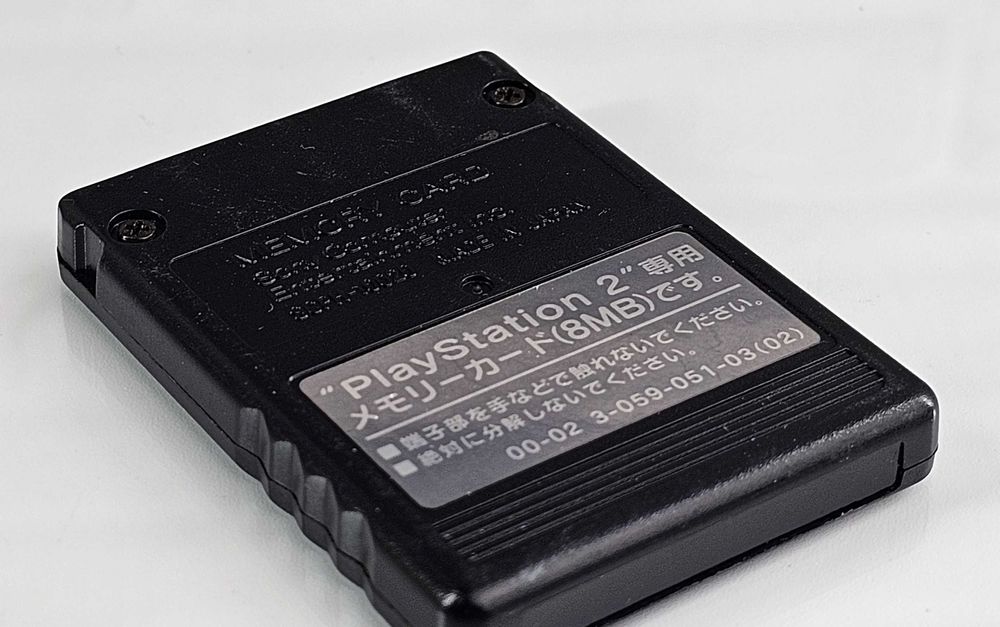 MEMORY CARD
Sony Computer
Entertainment Inc.
MADE IN JAPAN
"PlayStation 2"専用
メモリーカード(8MB)です。
■端子部を手などで触れないでください。
■絶対に分解しないでください。
00-02 3-059-051-03(02)